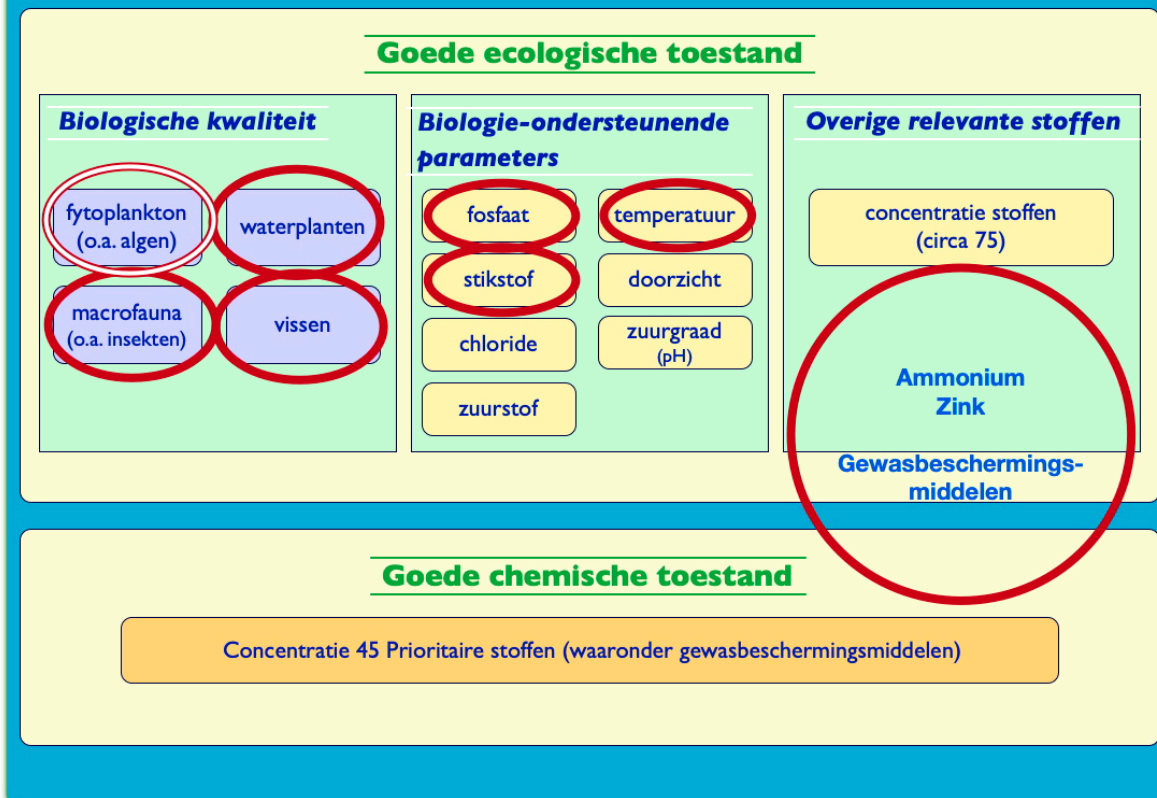 Goede ecologische toestand
Biologische kwaliteit
fytoplankton
(o.a. algen)
waterplanten
macrofauna
(o.a. insekten)
vissen
Biologie-ondersteunende
parameters
fosfaat
temperatuur
stikstof
doorzicht
chloride
zuurgraad
(pH)
zuurstof
Overige relevante stoffen
concentratie stoffen
(circa 75)
Ammonium
Zink
Gewasbeschermings-
middelen
Goede chemische toestand
Concentratie 45 Prioritaire stoffen (waaronder gewasbeschermingsmiddelen)